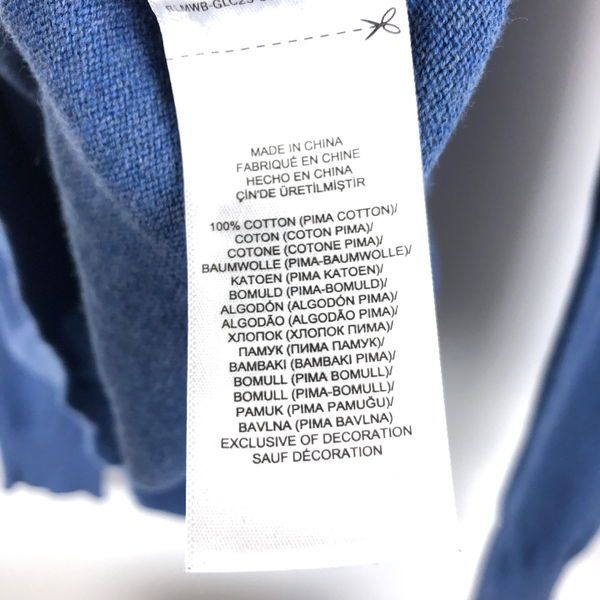 MADE IN CHINA
FABRIQUÉ EN CHINE
HECHO EN CHINA
ÇİN'DE ÜRETİLMİŞTİR
100% COTTON (PIMA COTTON)/
COTON (COTON PIMA)/
COTONE (COTONE PIMA)/
BAUMWOLLE (PIMA-BAUMWOLLE)/
KATOEN (PIMA KATOEN)/
BOMULD (PIMA-BOMULD)/
ALGODÓN (ALGODÓN PIMA)/
ALGODÃO (ALGODÃO PIMA)/
ХЛОПОК (ХЛОПОК ПИМА)/
ПАМУК (ПИМА ПАМУК)/
BAMBAKI (BAMBAKI PIMA)/
BOMULL (PIMA BOMULL)/
BOMULL (PIMA-BOMULL)/
PAMUK (PIMA PAMUĞU)/
BAVLNA (PIMA BAVLNA)
EXCLUSIVE OF DECORATION
SAUF DÉCORATION